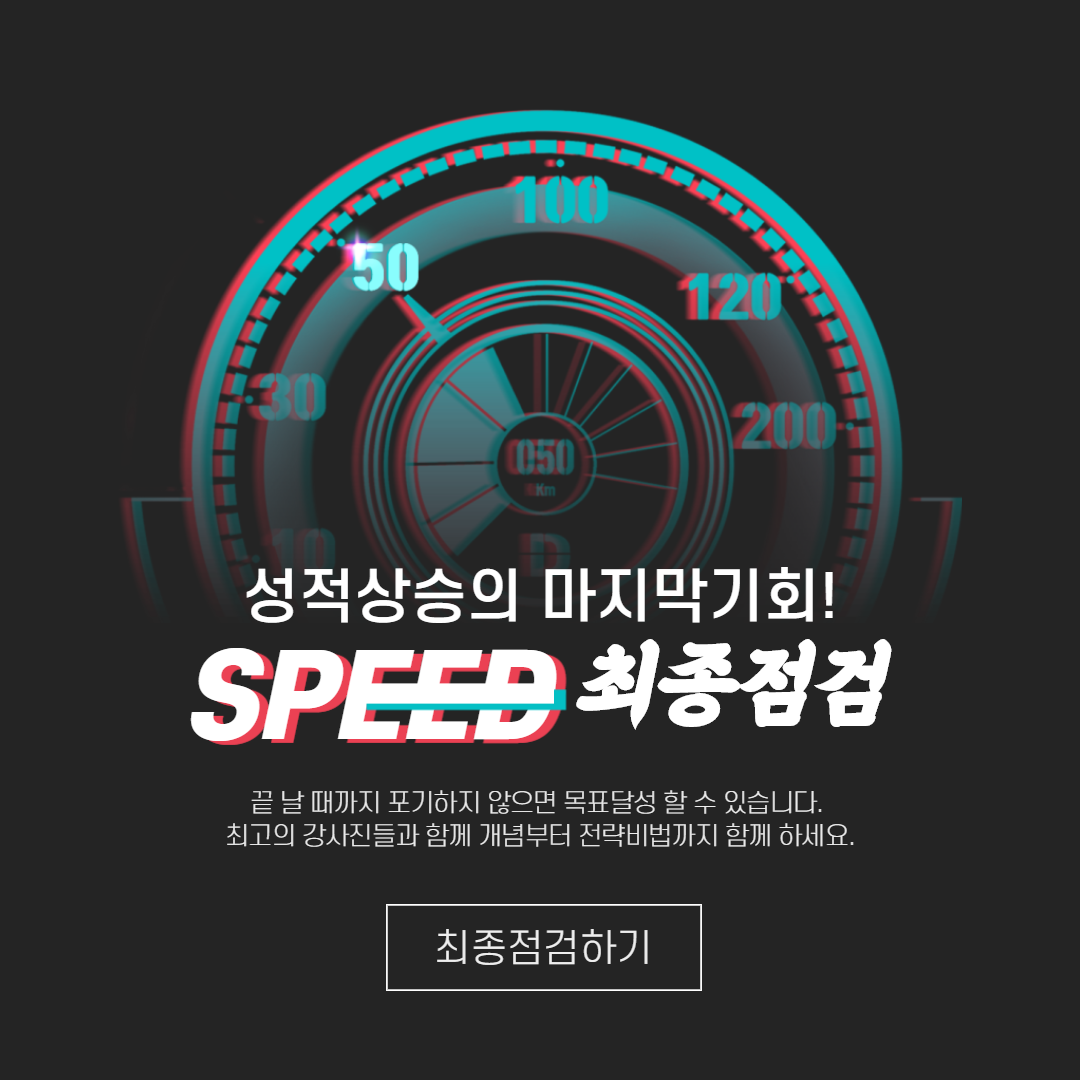 100
50
120
30
200
050
Km
10
D
성적상승의 마지막기회!
SPEED 최종점검
끝 날 때까지 포기하지 않으면 목표달성 할 수 있습니다.
최고의 강사진들과 함께 개념부터 전략비법까지 함께 하세요.
최종점검하기